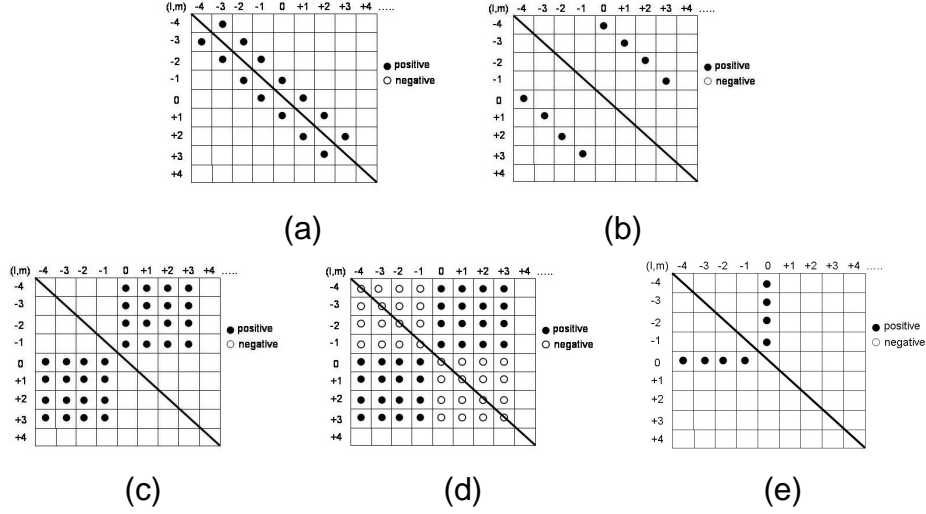 (l,m) -4 -3 -2 -1 0 +1 +2 +3 +4 .....
-4
-3
-2
-1
0
+1
+2
+3
+4
positive
negative
(a)
(l,m) -4 -3 -2 -1 0 +1 +2 +3 +4 .....
-4
-3
-2
-1
0
+1
+2
+3
+4
positive
negative
(b)
(l,m) -4 -3 -2 -1 0 +1 +2 +3 +4 .....
-4
-3
-2
-1
0
+1
+2
+3
+4
positive
negative
(c)
(l,m) -4 -3 -2 -1 0 +1 +2 +3 +4 .....
-4
-3
-2
-1
0
+1
+2
+3
+4
positive
negative
(d)
(l,m) -4 -3 -2 -1 0 +1 +2 +3 +4 .....
-4
-3
-2
-1
0
+1
+2
+3
+4
positive
negative
(e)